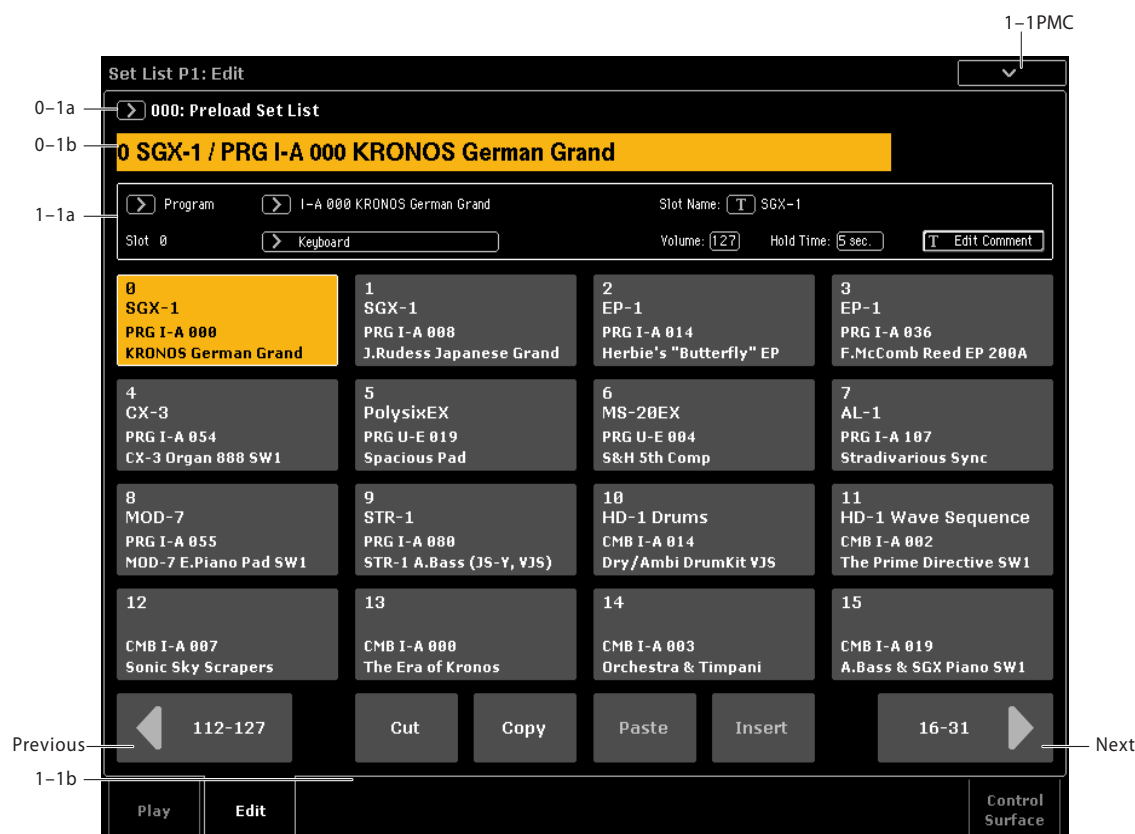 1–1PMC
Set List P1: Edit
0–1a
000: Preload Set List
0–1b
0 SGX-1 / PRG I-A 000 KRONOS German Grand
1–1a
Program
I-A 000 KRONOS German Grand
Slot Name: T SGX-1
Slot 0
Keyboard
Volume: 127
Hold Time: 5 sec.
T Edit Comment
0
SGX-1
PRG I-A 000
KRONOS German Grand
1
SGX-1
PRG I-A 008
J.Rudess Japanese Grand
2
EP-1
PRG I-A 014
Herbie's "Butterfly" EP
3
EP-1
PRG I-A 036
F.McComb Reed EP 200A
4
CX-3
PRG I-A 054
CX-3 Organ 888 SW1
5
PolysixEX
PRG U-E 019
Spacious Pad
6
MS-20EX
PRG U-E 004
S&H 5th Comp
7
AL-1
PRG I-A 107
Stradivarious Sync
8
MOD-7
PRG I-A 055
MOD-7 E.Piano Pad SW1
9
STR-1
PRG I-A 080
STR-1 A.Bass (JS-Y, VJS)
10
HD-1 Drums
CMB I-A 014
Dry/Ambi DrumKit VJS
11
HD-1 Wave Sequence
CMB I-A 002
The Prime Directive SW1
12
CMB I-A 007
Sonic Sky Scrapers
13
CMB I-A 000
The Era of Kronos
14
CMB I-A 003
Orchestra & Timpani
15
CMB I-A 019
A.Bass & SGX Piano SW1
112-127
Cut
Copy
Paste
Insert
16-31
Previous
Next
1–1b
Play
Edit
Control
Surface